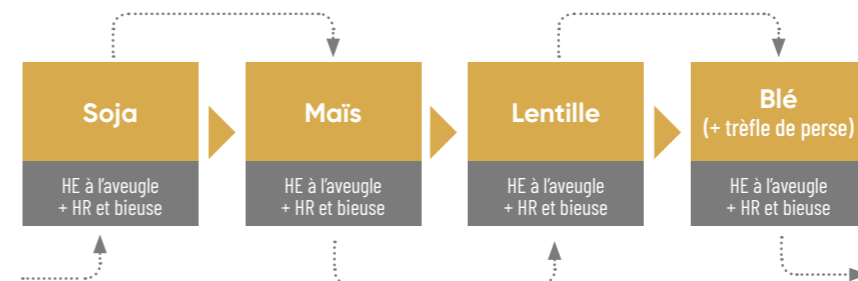 Soja
HE à l'aveugle
+ HR et bieuse
Maïs
HE à l'aveugle
+ HR et bieuse
Lentille
HE à l'aveugle
+ HR et bieuse
Blé
(+ trèfle de perse)
HE à l'aveugle
+ HR et bieuse